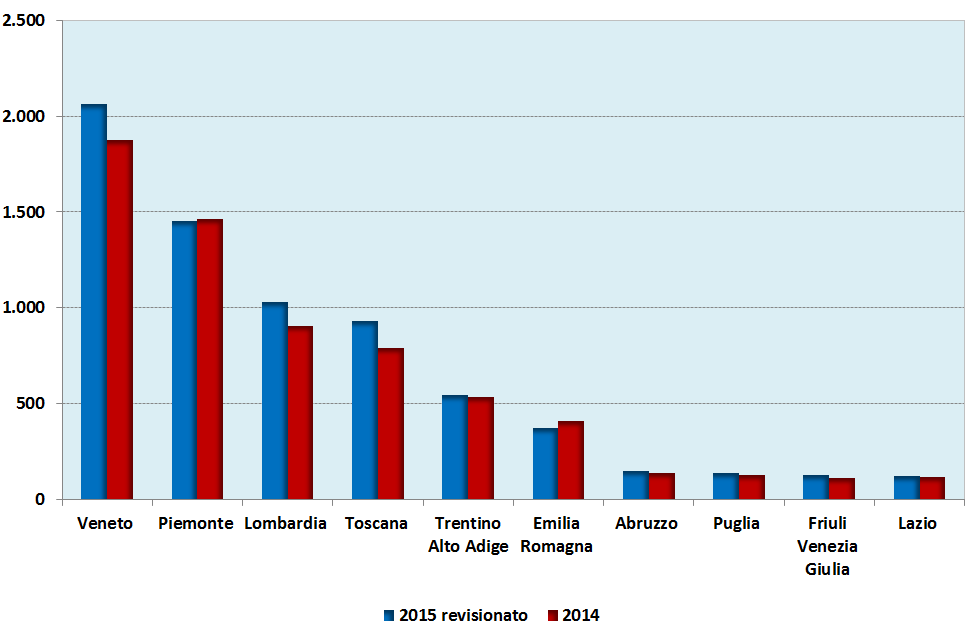 2.500
2.000
1.500
1.000
500
0
Veneto
Piemonte
Lombardia
Toscana
Trentino
Alto Adige
Emilia
Romagna
Abruzzo
Puglia
Friuli
Venezia
Giulia
Lazio
2015 revisionato
2014